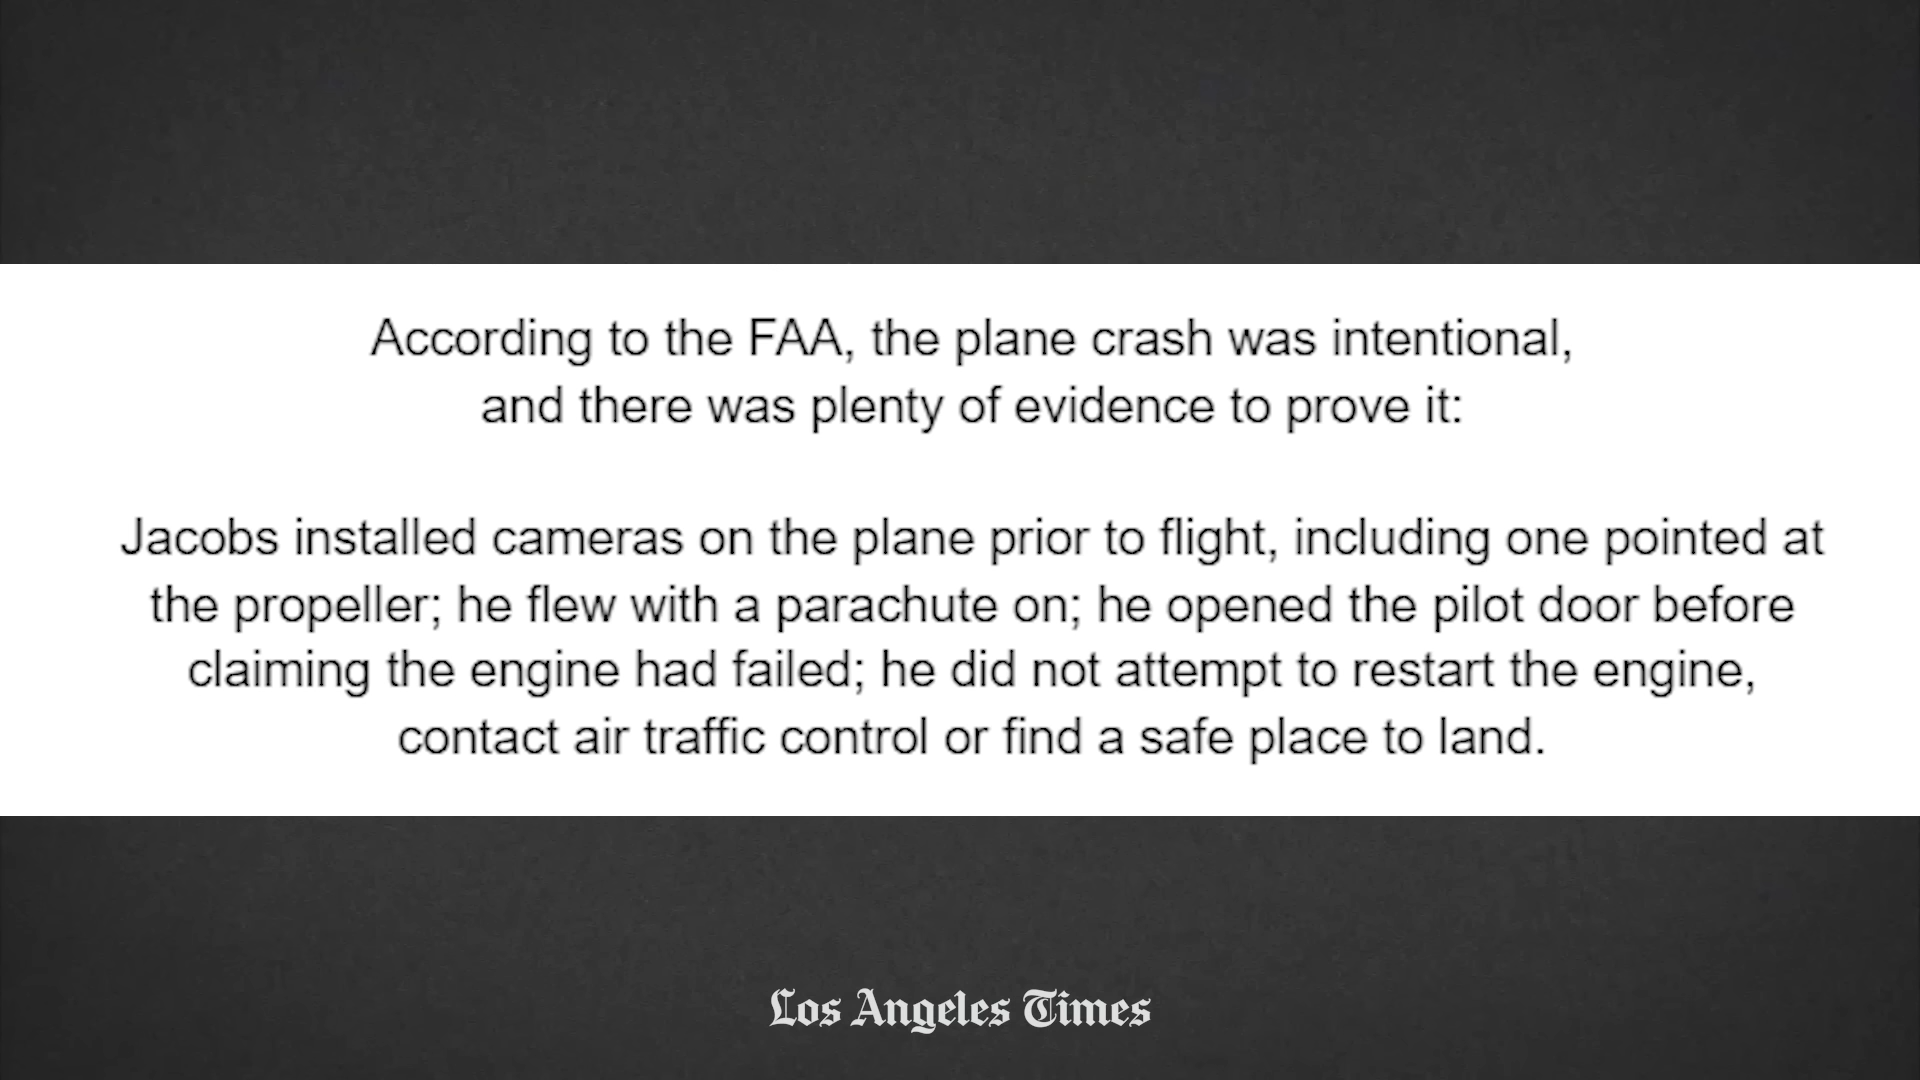 According to the FAA, the plane crash was intentional,
and there was plenty of evidence to prove it:
Jacobs installed cameras on the plane prior to flight, including one pointed at
the propeller; he flew with a parachute on; he opened the pilot door before
claiming the engine had failed; he did not attempt to restart the engine,
contact air traffic control or find a safe place to land.
Los Angeles Times